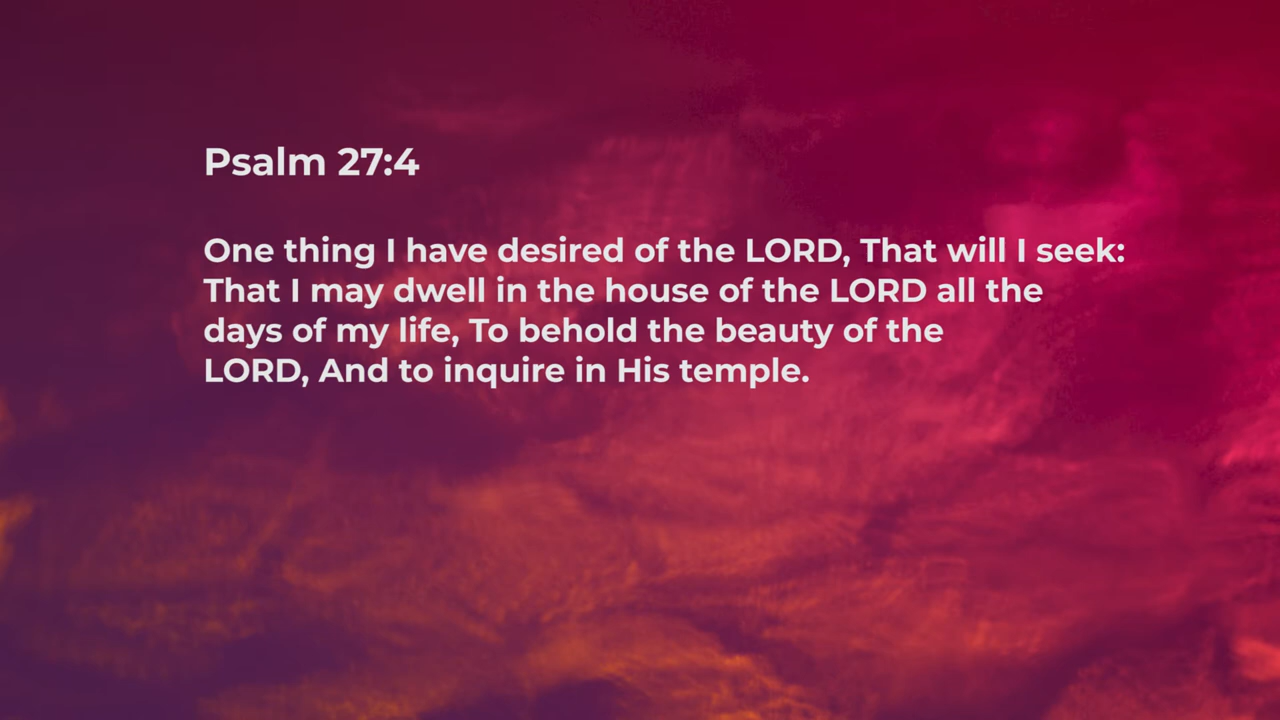 Psalm 27:4
One thing I have desired of the LORD, That will I seek:
That I may dwell in the house of the LORD all the
days of my life, To behold the beauty of the
LORD, And to inquire in His temple.